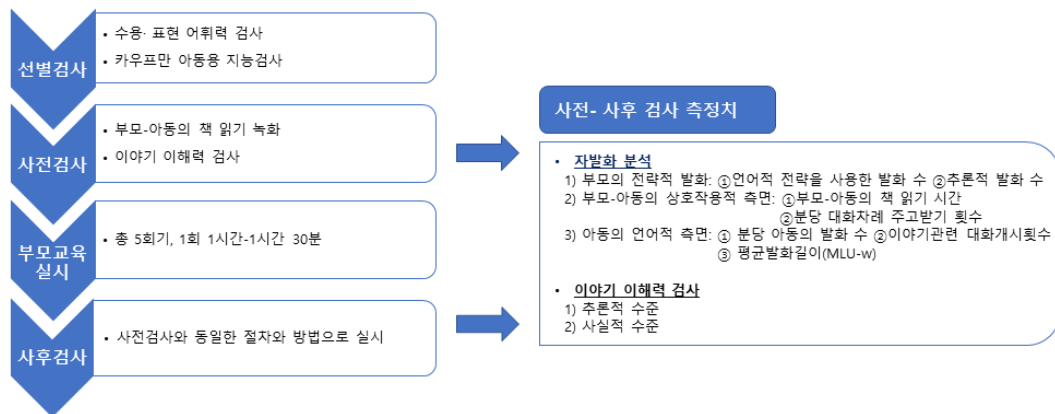 선별검사
• 수용· 표현 어휘력 검사
• 카우프만 아동용 지능검사
사전검사
• 부모-아동의 책 읽기 녹화
• 이야기 이해력 검사
부모교육
실시
• 총 5회기, 1회 1시간-1시간 30분
사후검사
• 사전검사와 동일한 절차와 방법으로 실시
사전- 사후 검사 측정치
• 자발화 분석
1) 부모의 전략적 발화: ①언어적 전략을 사용한 발화 수 ②추론적 발화 수
2) 부모-아동의 상호작용적 측면: ①부모-아동의 책 읽기 시간
②분당 대화차례 주고받기 횟수
3) 아동의 언어적 측면: ① 분당 아동의 발화 수 ②이야기관련 대화개시횟수
③ 평균발화길이(MLU-w)
• 이야기 이해력 검사
1) 추론적 수준
2) 사실적 수준